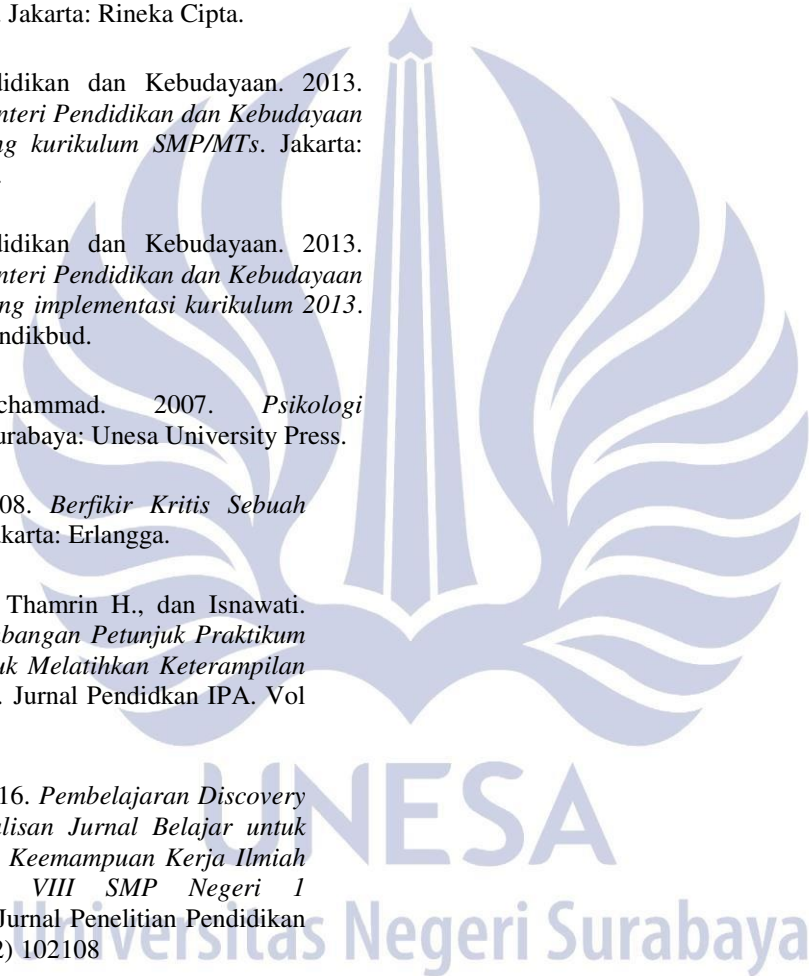 Jakarta: Rineka Cipta.
didikan dan Kebudayaan. 2013.
nteri Pendidikan dan Kebudayaan
ng kurikulum SMP/MTs. Jakarta:
.
didikan dan Kebudayaan. 2013.
nteri Pendidikan dan Kebudayaan
ng implementasi kurikulum 2013.
ndikbud.
chammad. 2007. Psikologi
urabaya: Unesa University Press.
08. Berfikir Kritis Sebuah
akarta: Erlangga.
Thamrin H., dan Isnawati.
mbangan Petunjuk Praktikum
uk Melatihkan Keterampilan
. Jurnal Pendidkan IPA. Vol
16. Pembelajaran Discovery
ulisan Jurnal Belajar untuk
Keemampuan Kerja Ilmiah
VIII SMP Negeri 1
Jurnal Penelitian Pendidikan
2) 102108
UNESA
Universitas Negeri Surabaya